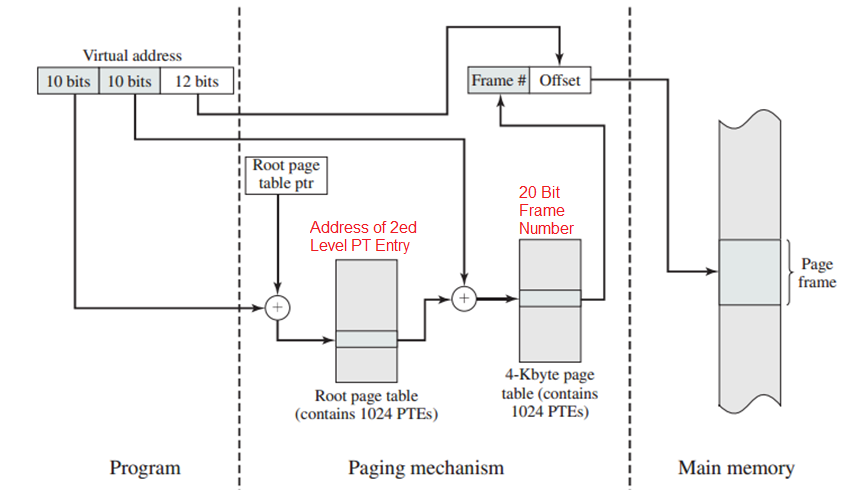 Virtual address
10 bits 10 bits 12 bits
Frame # Offset
Root page
table ptr
Address of 2ed
Level PT Entry
20 Bit
Frame
Number
+
+
Page
frame
Root page table
(contains 1024 PTEs)
4-Kbyte page
table (contains
1024 PTEs)
Program
Paging mechanism
Main memory